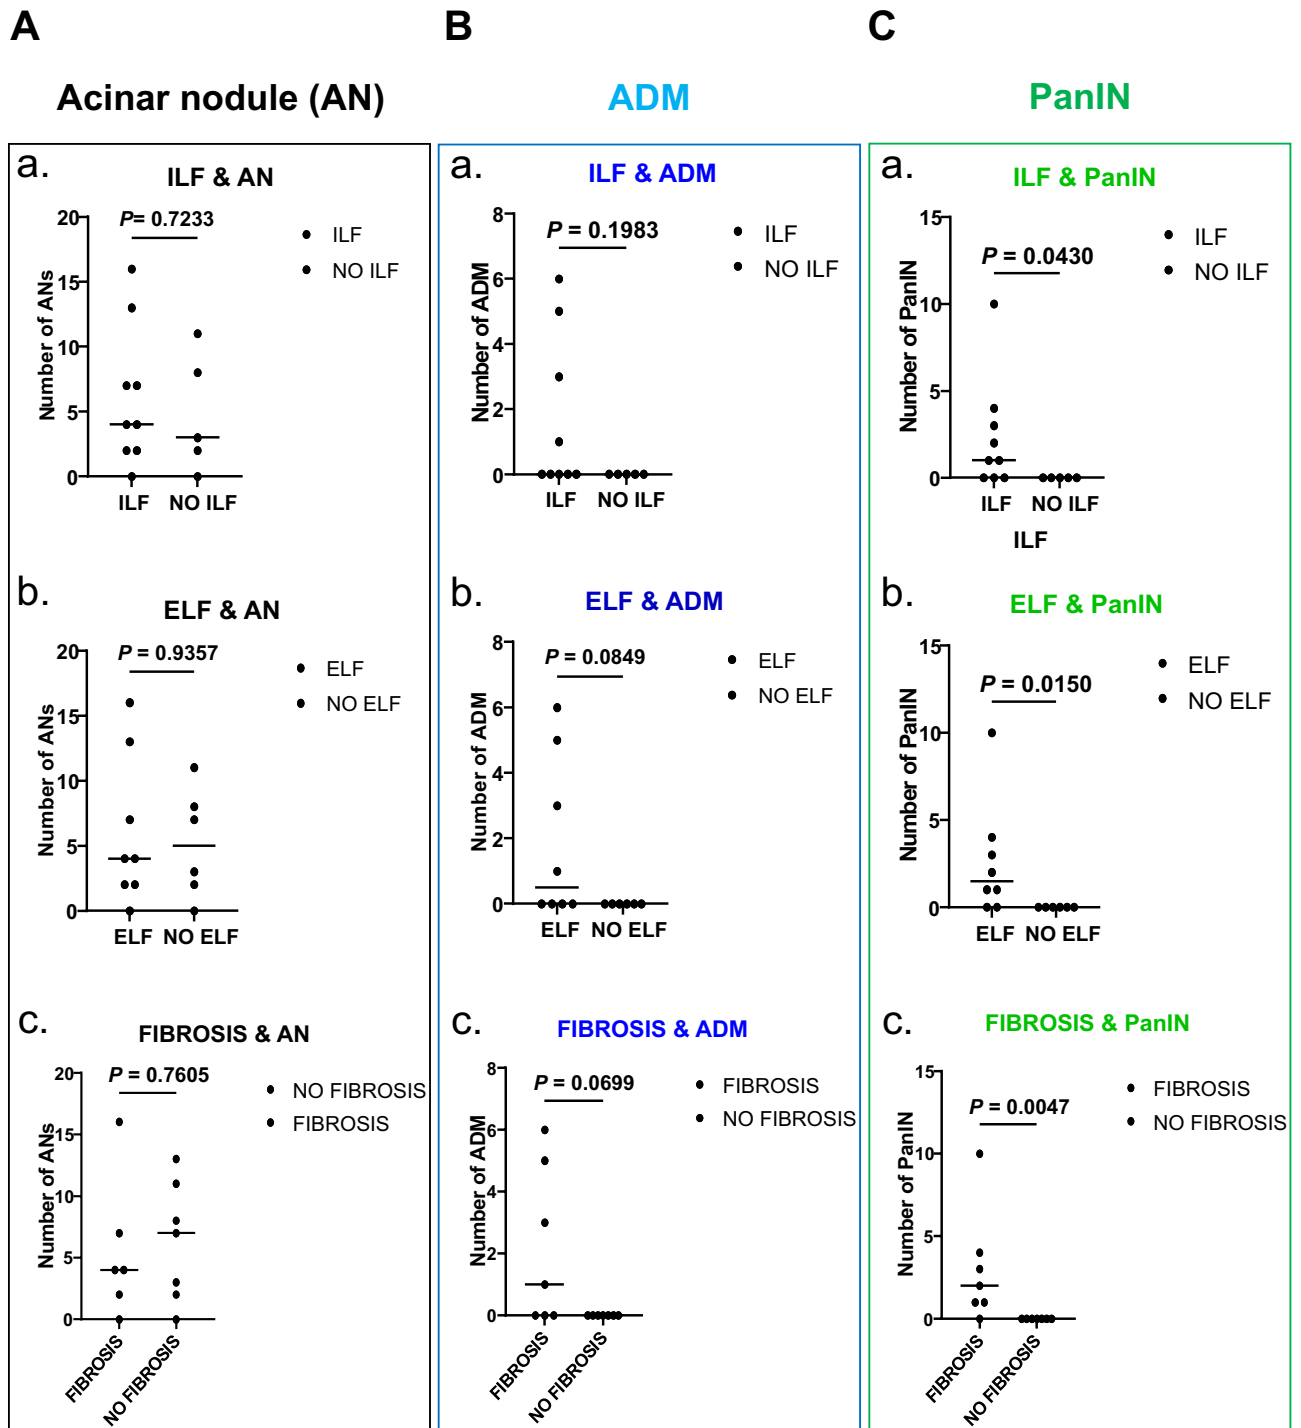 A
Acinar nodule (AN)
a.
ILF & AN
P= 0.7233
Number of ANs
20
15
10
5
0
ILF NO ILF
ILF
NO ILF
b.
ELF & AN
P = 0.9357
Number of ANs
20
15
10
5
0
ELF NO ELF
ELF
NO ELF
c.
FIBROSIS & AN
P = 0.7605
Number of ANs
20
15
10
5
0
FIBROSIS
NO FIBROSIS
NO FIBROSIS
FIBROSIS
B
ADM
a.
ILF & ADM
P = 0.1983
Number of ADM
8
6
4
2
0
ILF NO ILF
ILF
NO ILF
b.
ELF & ADM
P = 0.0849
Number of ADM
8
6
4
2
0
ELF NO ELF
ELF
NO ELF
c.
FIBROSIS & ADM
P = 0.0699
Number of ADM
8
6
4
2
0
FIBROSIS
NO FIBROSIS
FIBROSIS
NO FIBROSIS
C
PanIN
a.
ILF & PanIN
P = 0.0430
Number of PanIN
15
10
5
0
ILF NO ILF
ILF
ILF
NO ILF
b.
ELF & PanIN
P = 0.0150
Number of PanIN
15
10
5
0
ELF NO ELF
ELF
NO ELF
c.
FIBROSIS & PanIN
P = 0.0047
Number of PanIN
15
10
5
0
FIBROSIS
NO FIBROSIS
FIBROSIS
NO FIBROSIS